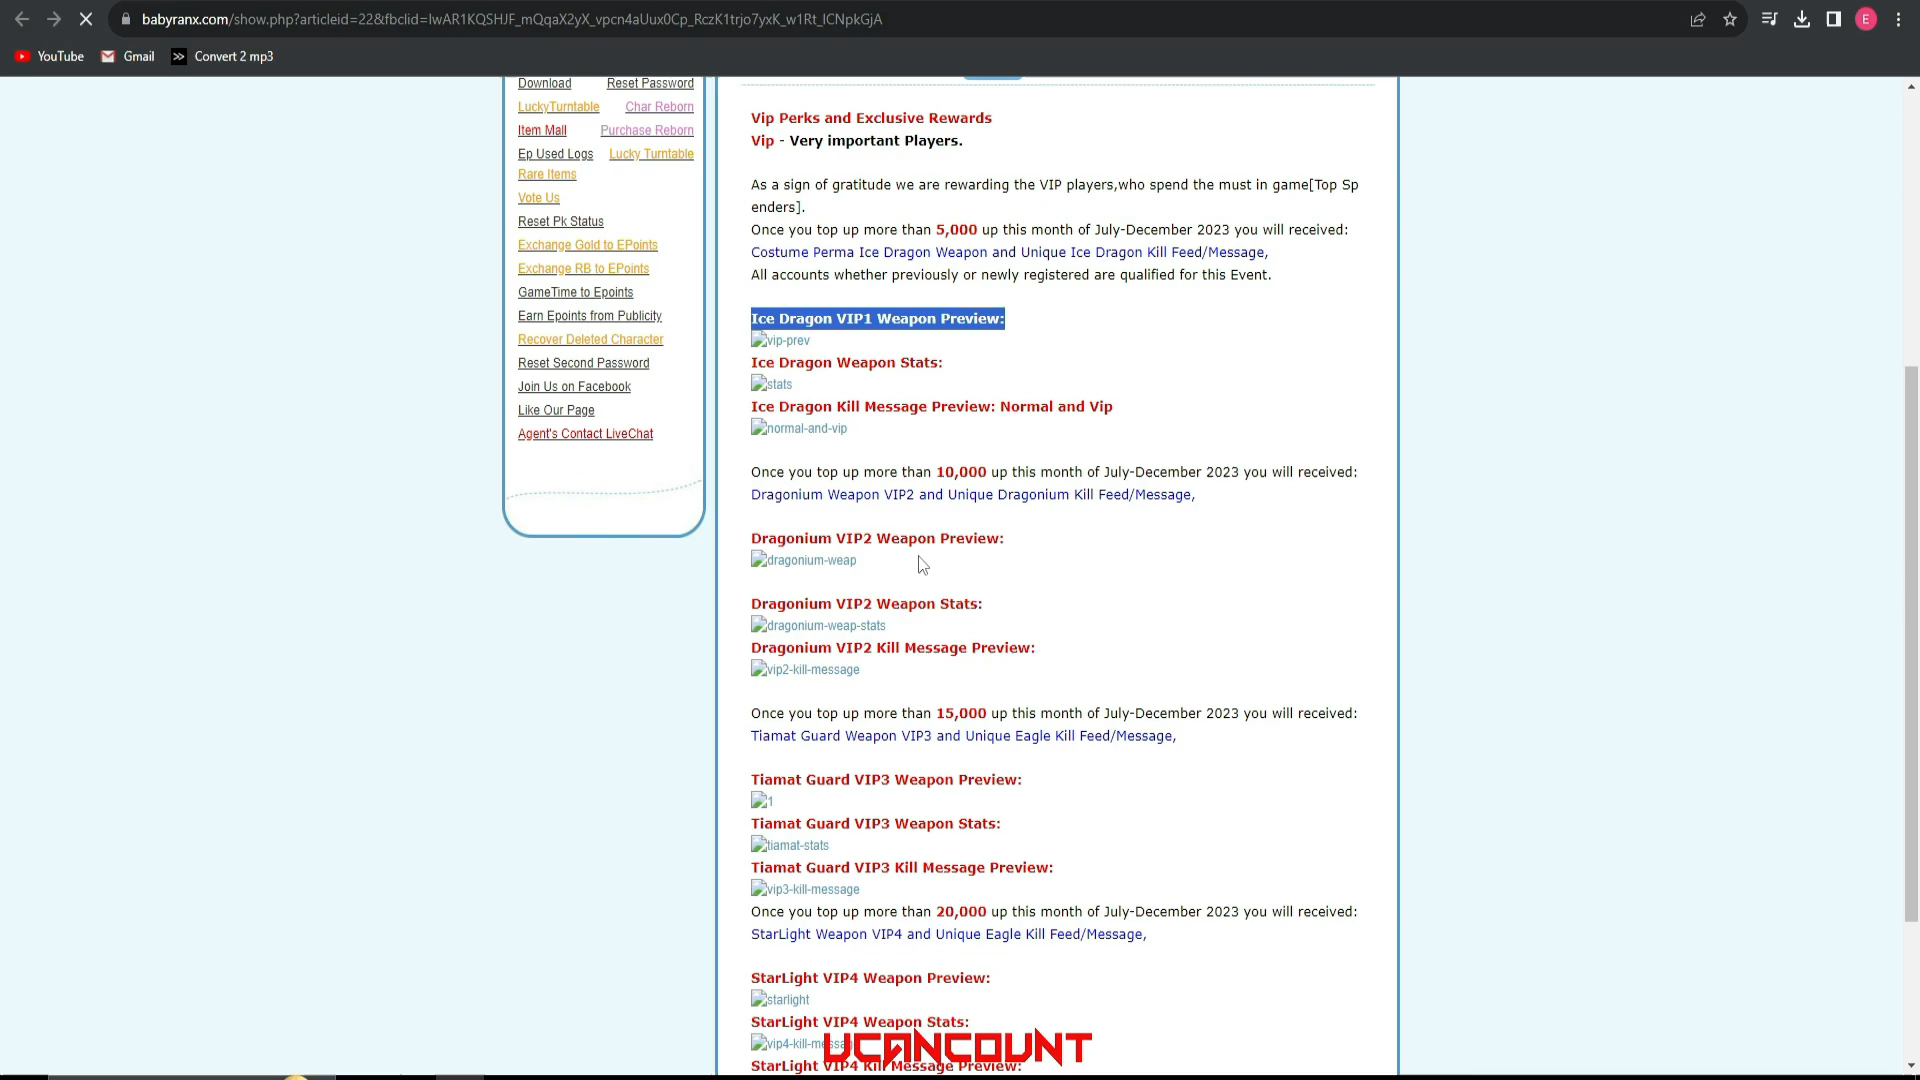 babyranx.com/show.php?articleid=22&fbclid=IwAR1KQSHJF_mQqaX2yX_vpcn4aUux0Cp_RczK1trjo7yxK_w1Rt_ICNpkGjA
E
YouTube
Gmail
Convert 2 mp3
Download Reset Password
LuckyTurntable Char Reborn
Item Mall Purchase Reborn
Ep Used Logs Lucky Turntable
Rare Items
Vote Us
Reset Pk Status
Exchange Gold to EPoints
Exchange RB to EPoints
GameTime to Epoints
Earn Epoints from Publicity
Recover Deleted Character
Reset Second Password
Join Us on Facebook
Like Our Page
Agent's Contact LiveChat
Vip Perks and Exclusive Rewards
Vip - Very important Players.
As a sign of gratitude we are rewarding the VIP players,who spend the must in game[Top Sp
enders].
Once you top up more than 5,000 up this month of July-December 2023 you will received:
Costume Perma Ice Dragon Weapon and Unique Ice Dragon Kill Feed/Message,
All accounts whether previously or newly registered are qualified for this Event.
Ice Dragon VIP1 Weapon Preview:
vip-prev
Ice Dragon Weapon Stats:
stats
Ice Dragon Kill Message Preview: Normal and Vip
normal-and-vip
Once you top up more than 10,000 up this month of July-December 2023 you will received:
Dragonium Weapon VIP2 and Unique Dragonium Kill Feed/Message,
Dragonium VIP2 Weapon Preview:
dragonium-weap
Dragonium VIP2 Weapon Stats:
dragonium-weap-stats
Dragonium VIP2 Kill Message Preview:
vip2-kill-message
Once you top up more than 15,000 up this month of July-December 2023 you will received:
Tiamat Guard Weapon VIP3 and Unique Eagle Kill Feed/Message,
Tiamat Guard VIP3 Weapon Preview:
1
Tiamat Guard VIP3 Weapon Stats:
tiamat-stats
Tiamat Guard VIP3 Kill Message Preview:
vip3-kill-message
Once you top up more than 20,000 up this month of July-December 2023 you will received:
StarLight Weapon VIP4 and Unique Eagle Kill Feed/Message,
StarLight VIP4 Weapon Preview:
starlight
StarLight VIP4 Weapon Stats:
vip4-kill-message
StarLight VIP4 Kill Message Preview:
UCANCOUNT